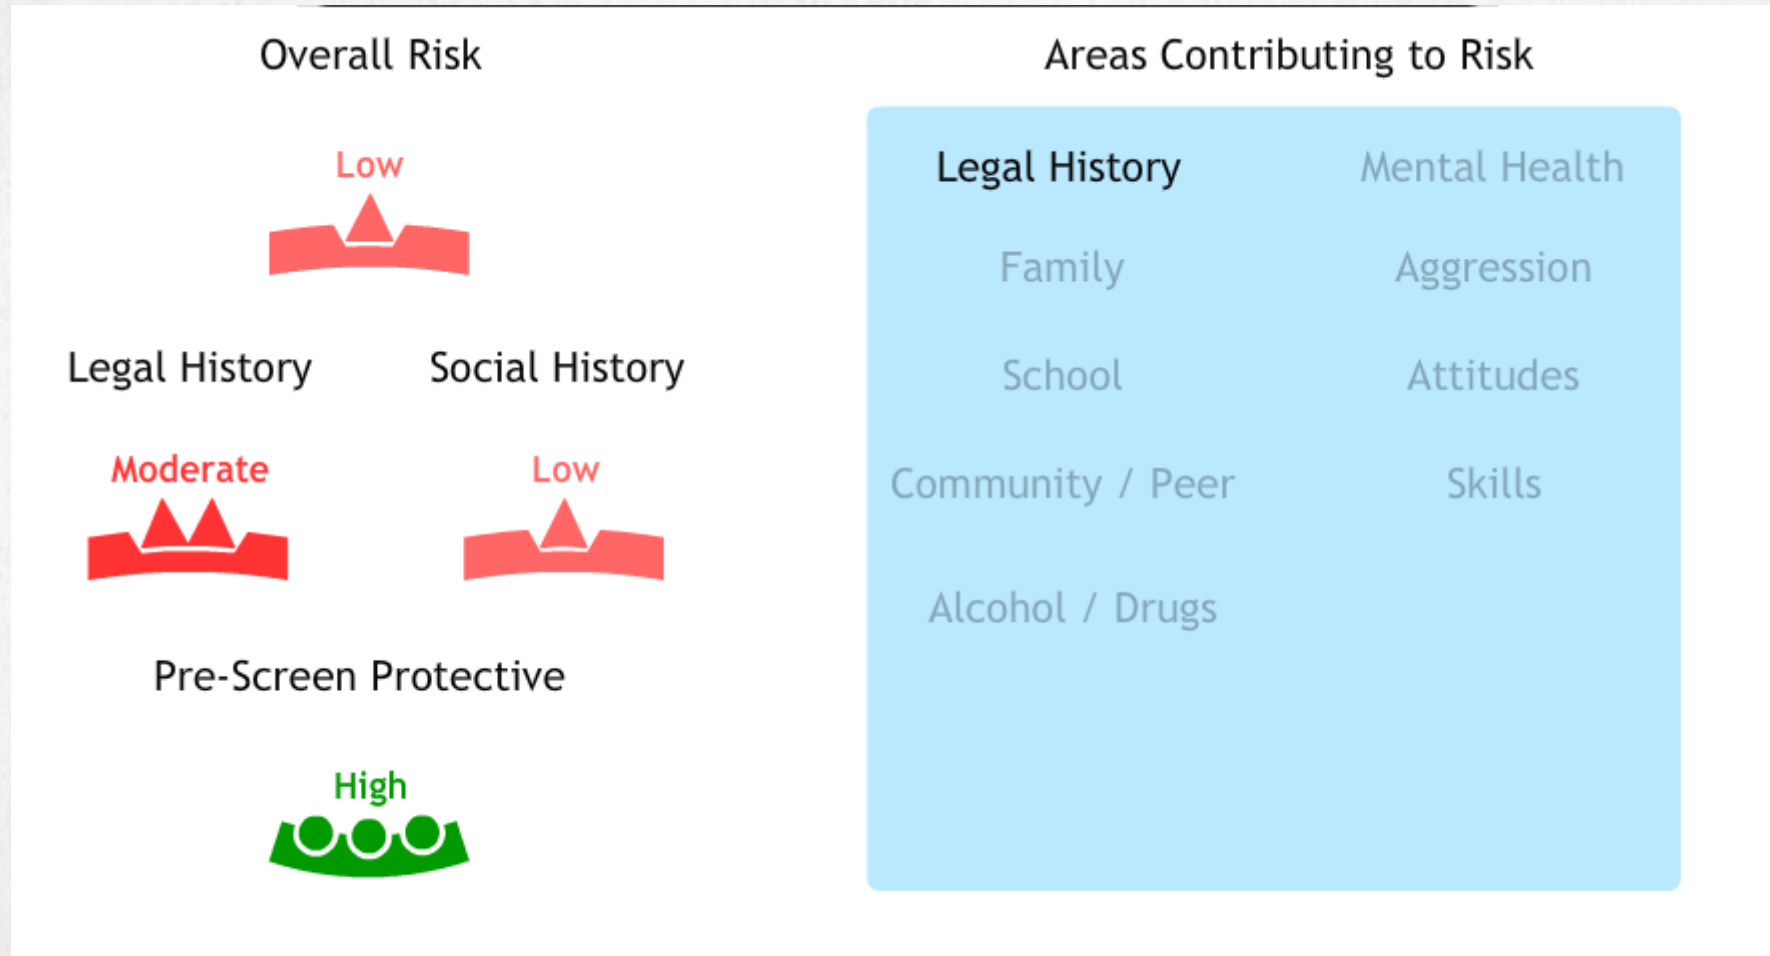 Overall Risk
Low
Legal History
Social History
Moderate
Low
Pre-Screen Protective
High
Areas Contributing to Risk
Legal History
Mental Health
Family
Aggression
School
Attitudes
Community / Peer
Skills
Alcohol / Drugs